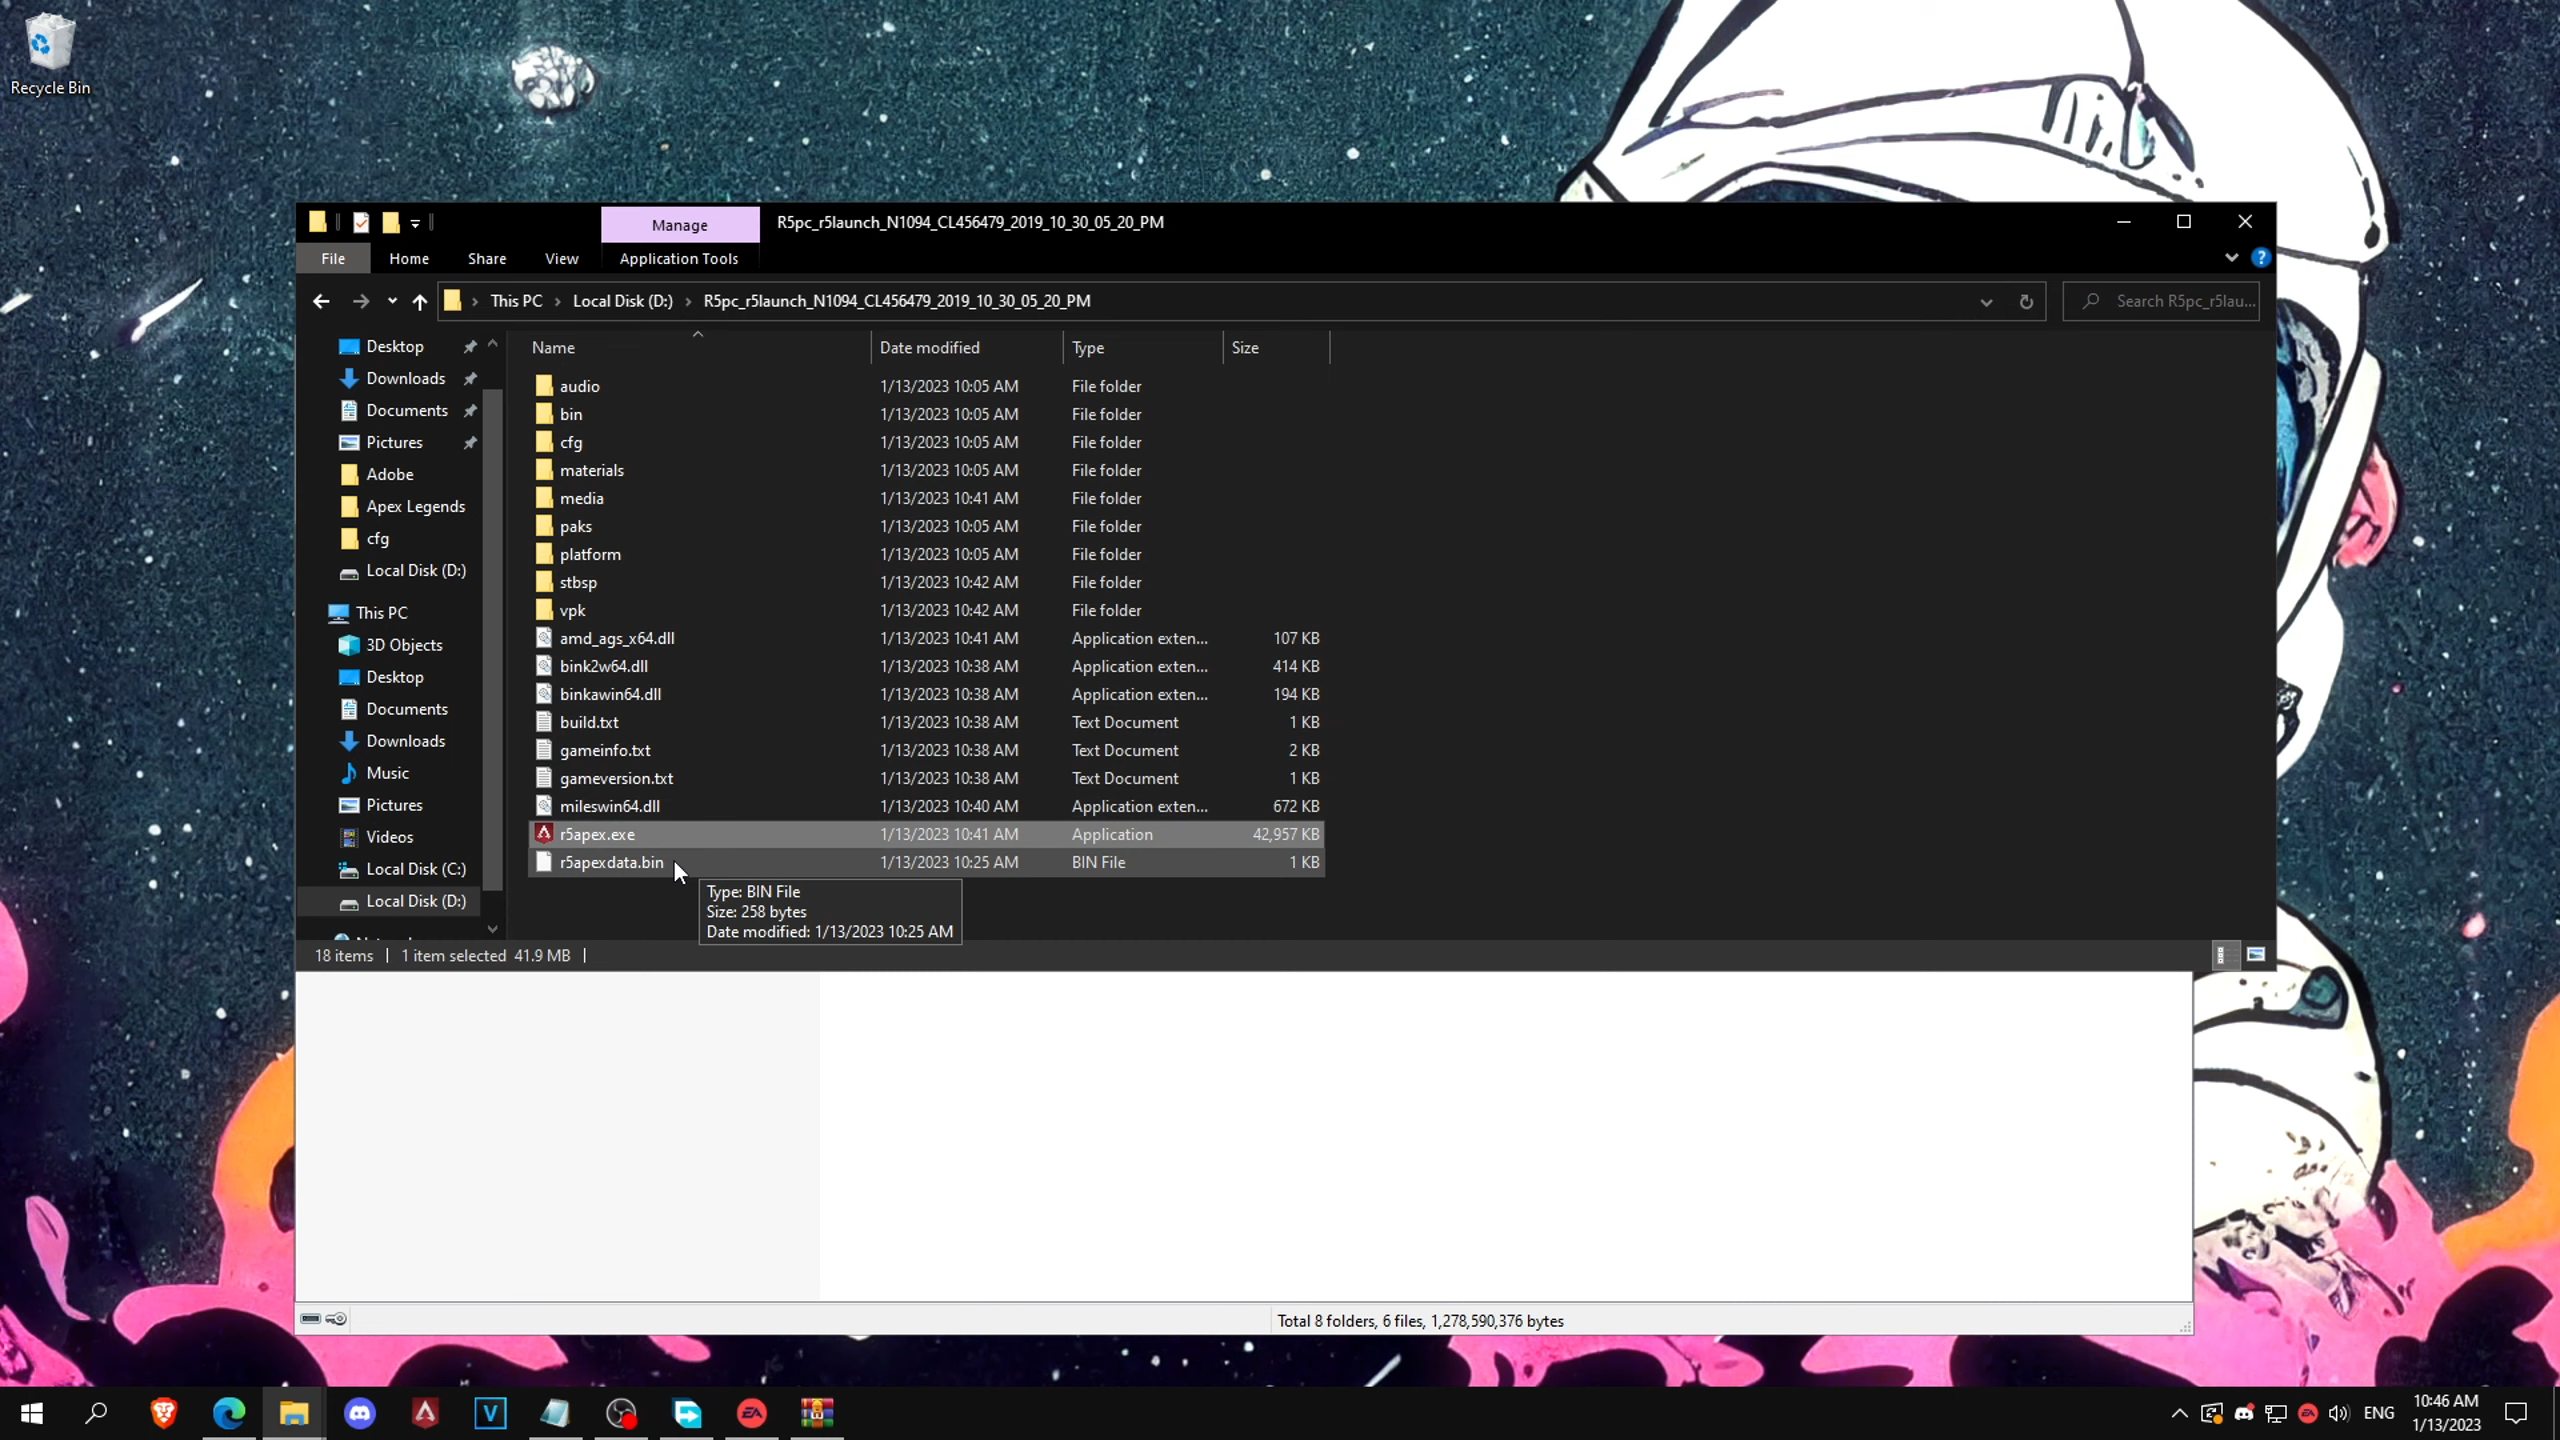 Recycle Bin
Manage
R5pc_r5launch_N1094_CL456479_2019_10_30_05_20_PM
File Home Share View Application Tools
This PC Local Disk (D:) R5pc_r5launch_N1094_CL456479_2019_10_30_05_20_PM
Search R5pc_r5lau...
Desktop
Downloads
Documents
Pictures
Adobe
Apex Legends
cfg
Local Disk (D:)
This PC
3D Objects
Desktop
Documents
Downloads
Music
Pictures
Videos
Local Disk (C:)
Local Disk (D:)
Name Date modified Type Size
audio 1/13/2023 10:05 AM File folder
bin 1/13/2023 10:05 AM File folder
cfg 1/13/2023 10:05 AM File folder
materials 1/13/2023 10:05 AM File folder
media 1/13/2023 10:41 AM File folder
paks 1/13/2023 10:05 AM File folder
platform 1/13/2023 10:05 AM File folder
stbsp 1/13/2023 10:42 AM File folder
vpk 1/13/2023 10:42 AM File folder
amd_ags_x64.dll 1/13/2023 10:41 AM Application exten... 107 KB
bink2w64.dll 1/13/2023 10:38 AM Application exten... 414 KB
binkawin64.dll 1/13/2023 10:38 AM Application exten... 194 KB
build.txt 1/13/2023 10:38 AM Text Document 1 KB
gameinfo.txt 1/13/2023 10:38 AM Text Document 2 KB
gameversion.txt 1/13/2023 10:38 AM Text Document 1 KB
mileswin64.dll 1/13/2023 10:40 AM Application exten... 672 KB
r5apex.exe 1/13/2023 10:41 AM Application 42,957 KB
r5apexdata.bin 1/13/2023 10:25 AM BIN File 1 KB
Type: BIN File
Size: 258 bytes
Date modified: 1/13/2023 10:25 AM
18 items 1 item selected 41.9 MB
Total 8 folders, 6 files, 1,278,590,376 bytes
ENG
10:46 AM
1/13/2023